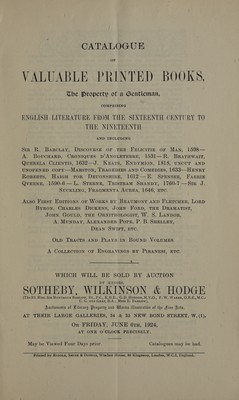 CATALOGUE
OF
VALUABLE PRINTED BOOKS,
The Property of a Gentleman,
COMPRISING
ENGLISH LITERATURE FROM THE SIXTEENTH CENTURY TO
THE NINETEENTH
AND INCLUDING
SIR R. BARCLAY, DISCOURSE OF THE FELICITIE OF MAN, 1598—
A. BOUCHARD, CRONIQUES D'ANGLETERRE, 1531—R. BRATHWAIT,
QUERELA CLIENTIS, 1632—J. KEATS, ENDYMION, 1818, UNCUT AND
UNOPENED COPY—MARSTON, TRAGEDIES AND COMEDIES, 1633—HENRY
ROBERTS, HAIGH FOR DEVONSHIRE, 1612—E. SPENSER, FAERIE
QVEENE, 1590-6—L. STERNE, TRISTRAM SHANDY, 1760-7—SIR J.
SUCKLING, FRAGMENTA AUREA, 1646, ETC.
ALSO FIRST EDITIONS OF WORKS BY BEAUMONT AND FLETCHER, LORD
BYRON, CHARLES DICKENS, JOHN FORD, THE DRAMATIST,
JOHN GOULD, THE ORNITHOLOGIST, W. S. LANDOR,
A. MUNDAY, ALEXANDER POPE, P. B. SHELLEY,
DEAN SWIFT, ETC.
OLD TRACTS AND PLAYS IN BOUND VOLUMES
A COLLECTION OF ENGRAVINGS BY PIRANESI, ETC.
WHICH WILL BE SOLD BY AUCTION
BY MESSRS.
SOTHEBY, WILKINSON & HODGE
Auctioneers of Literary Property and Works illustrative of the Fine Arts,
AT THEIR LARGE GALLERIES, 34 & 35 NEW BOND STREET, W.(1).
ON FRIDAY, JUNE 6TH, 1924,
AT ONE O'CLOCK PRECISELY.
May be Viewed Four Days prior. Catalogues may be had.